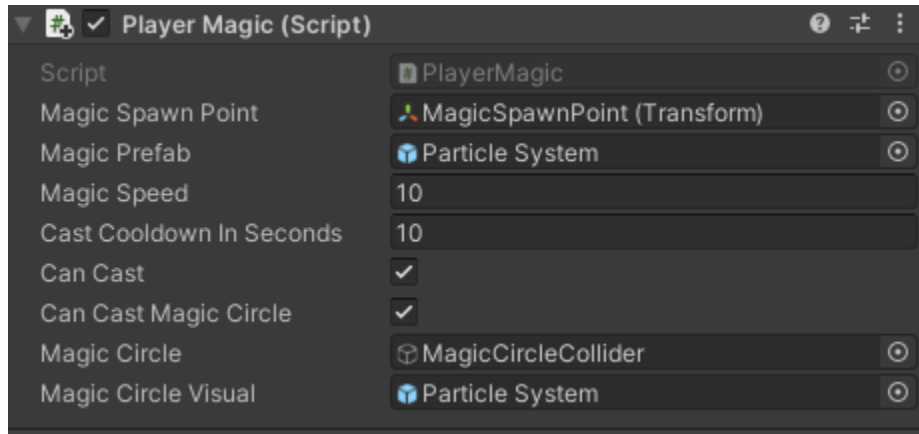 Player Magic (Script)
Script PlayerMagic
Magic Spawn Point MagicSpawnPoint (Transform)
Magic Prefab Particle System
Magic Speed 10
Cast Cooldown In Seconds 10
Can Cast
Can Cast Magic Circle
Magic Circle MagicCircleCollider
Magic Circle Visual Particle System